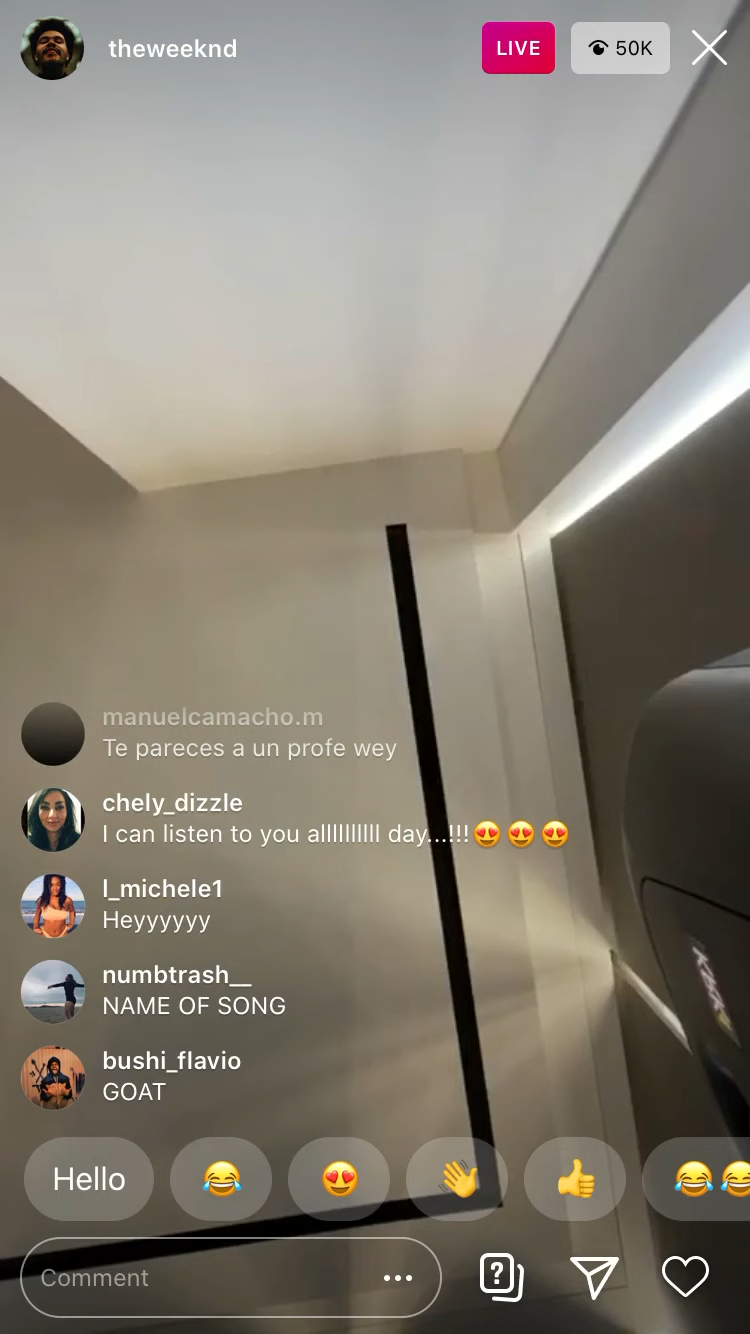 theweeknd
LIVE
50K
manuelcamacho.m
Te pareces a un profe wey
chely_dizzle
I can listen to you allllllllll day...!!!😍😍😍
l_michele1
Heyyyyyy
numbtrash__
NAME OF SONG
bushi_flavio
GOAT
Hello 😂 😍 👋 👍 😂😂
Comment